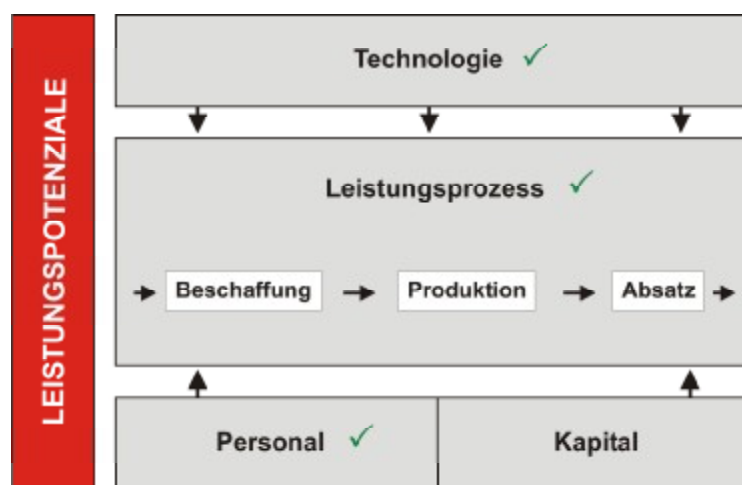 LEISTUNGSPOTENZIALE
Technologie ✓
Leistungsprozess ✓
Beschaffung
Produktion
Absatz
Personal ✓
Kapital